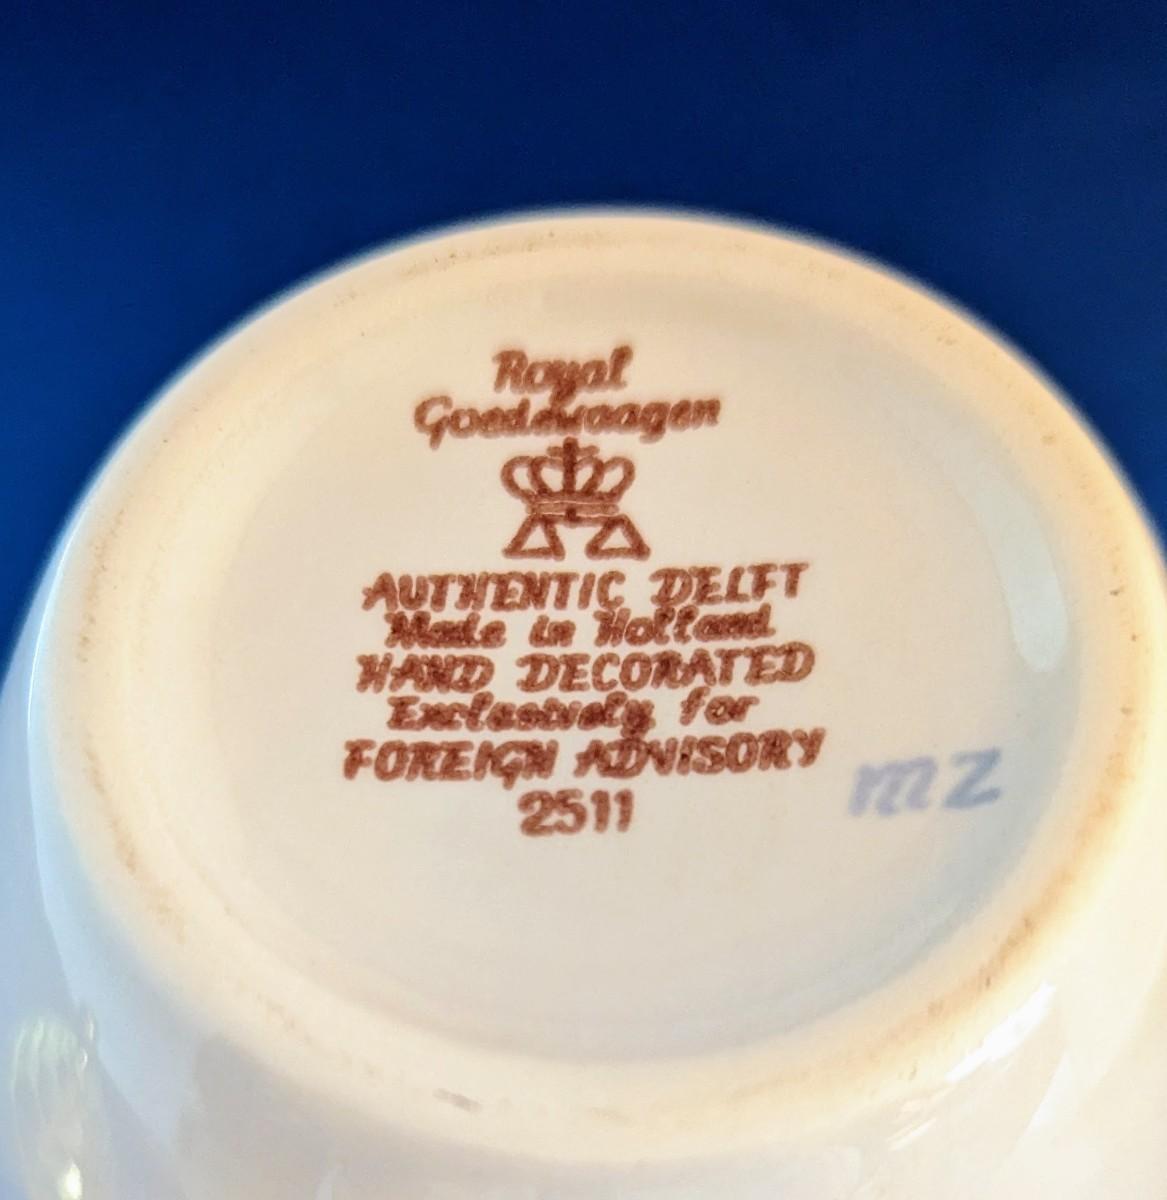 Royal
Goedewaagen
AUTHENTIC DELFT
Made in Holland
HAND DECORATED
Exclusively for
FOREIGN ADVISORY
2511
mz